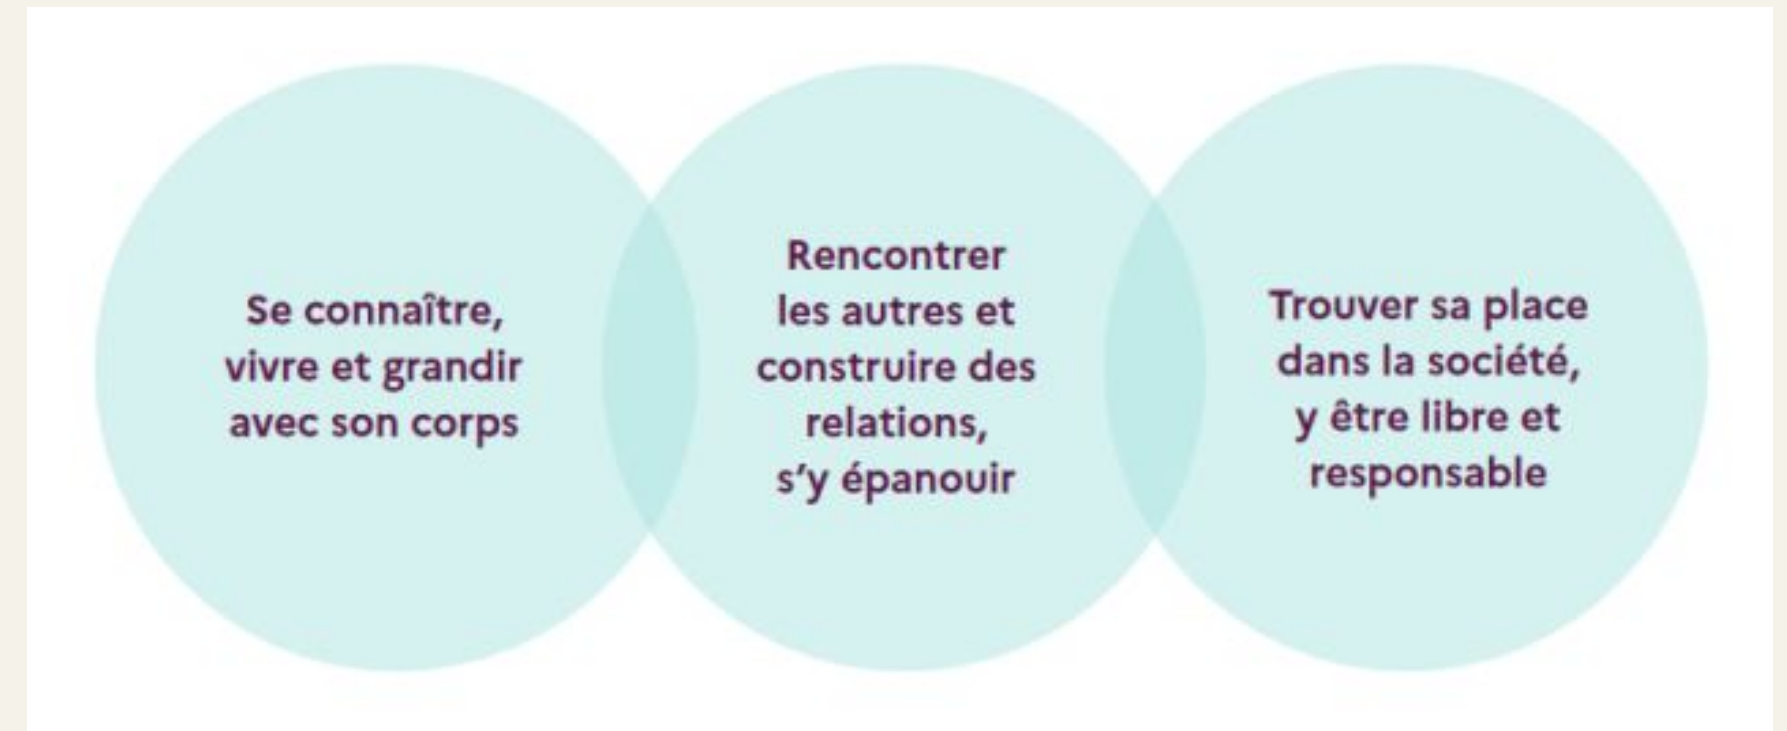 Se connaître,
vivre et grandir
avec son corps
Rencontrer
les autres et
construire des
relations,
s'y épanouir
Trouver sa place
dans la société,
y être libre et
responsable